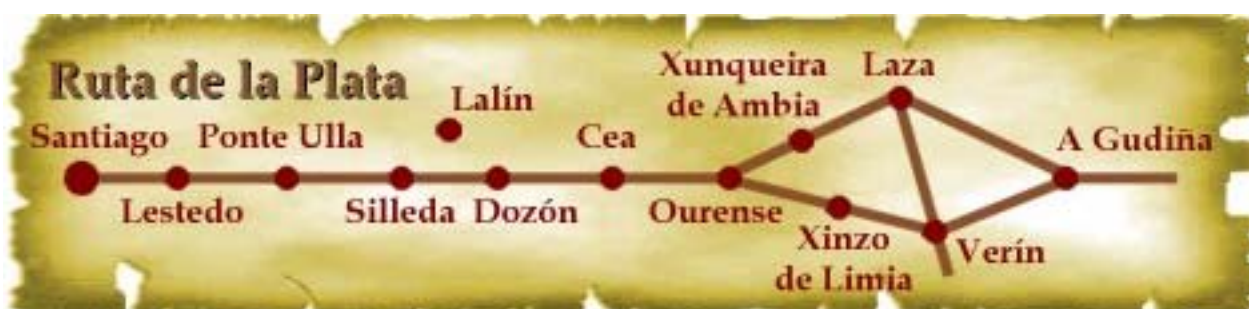 Ruta de la Plata
Xunqueira
de Ambia
Laza
Lalín
Santiago
Ponte Ulla
Cea
A Gudiña
Lestedo
Silleda
Dozón
Ourense
Xinzo
de Limia
Verín